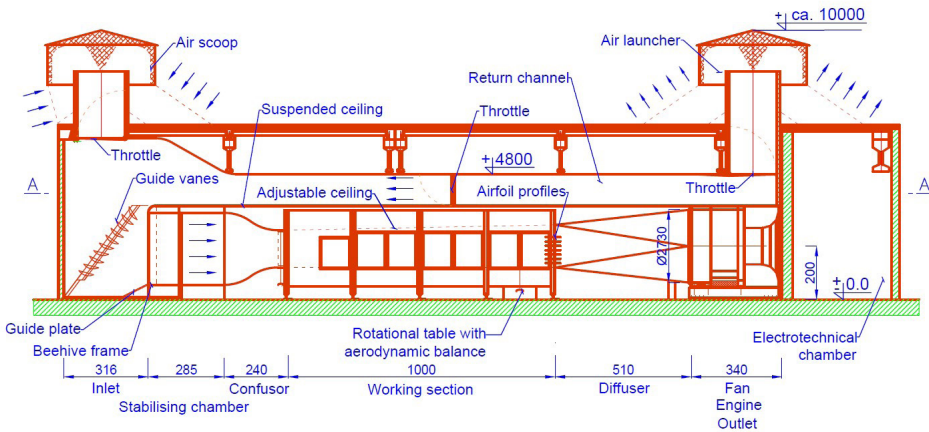 + ca. 10000
Air scoop
Air launcher
Return channel
Suspended ceiling
Throttle
Throttle
+ 4800
Guide vanes
Adjustable ceiling
Airfoil profiles
Throttle
A
A
Ø2730
200
+0.0
Guide plate
Beehive frame
Rotational table with
aerodynamic balance
Electrotechnical
chamber
316
285
240
1000
510
340
Inlet
Confusor
Working section
Diffuser
Fan
Stabilising chamber
Engine
Outlet